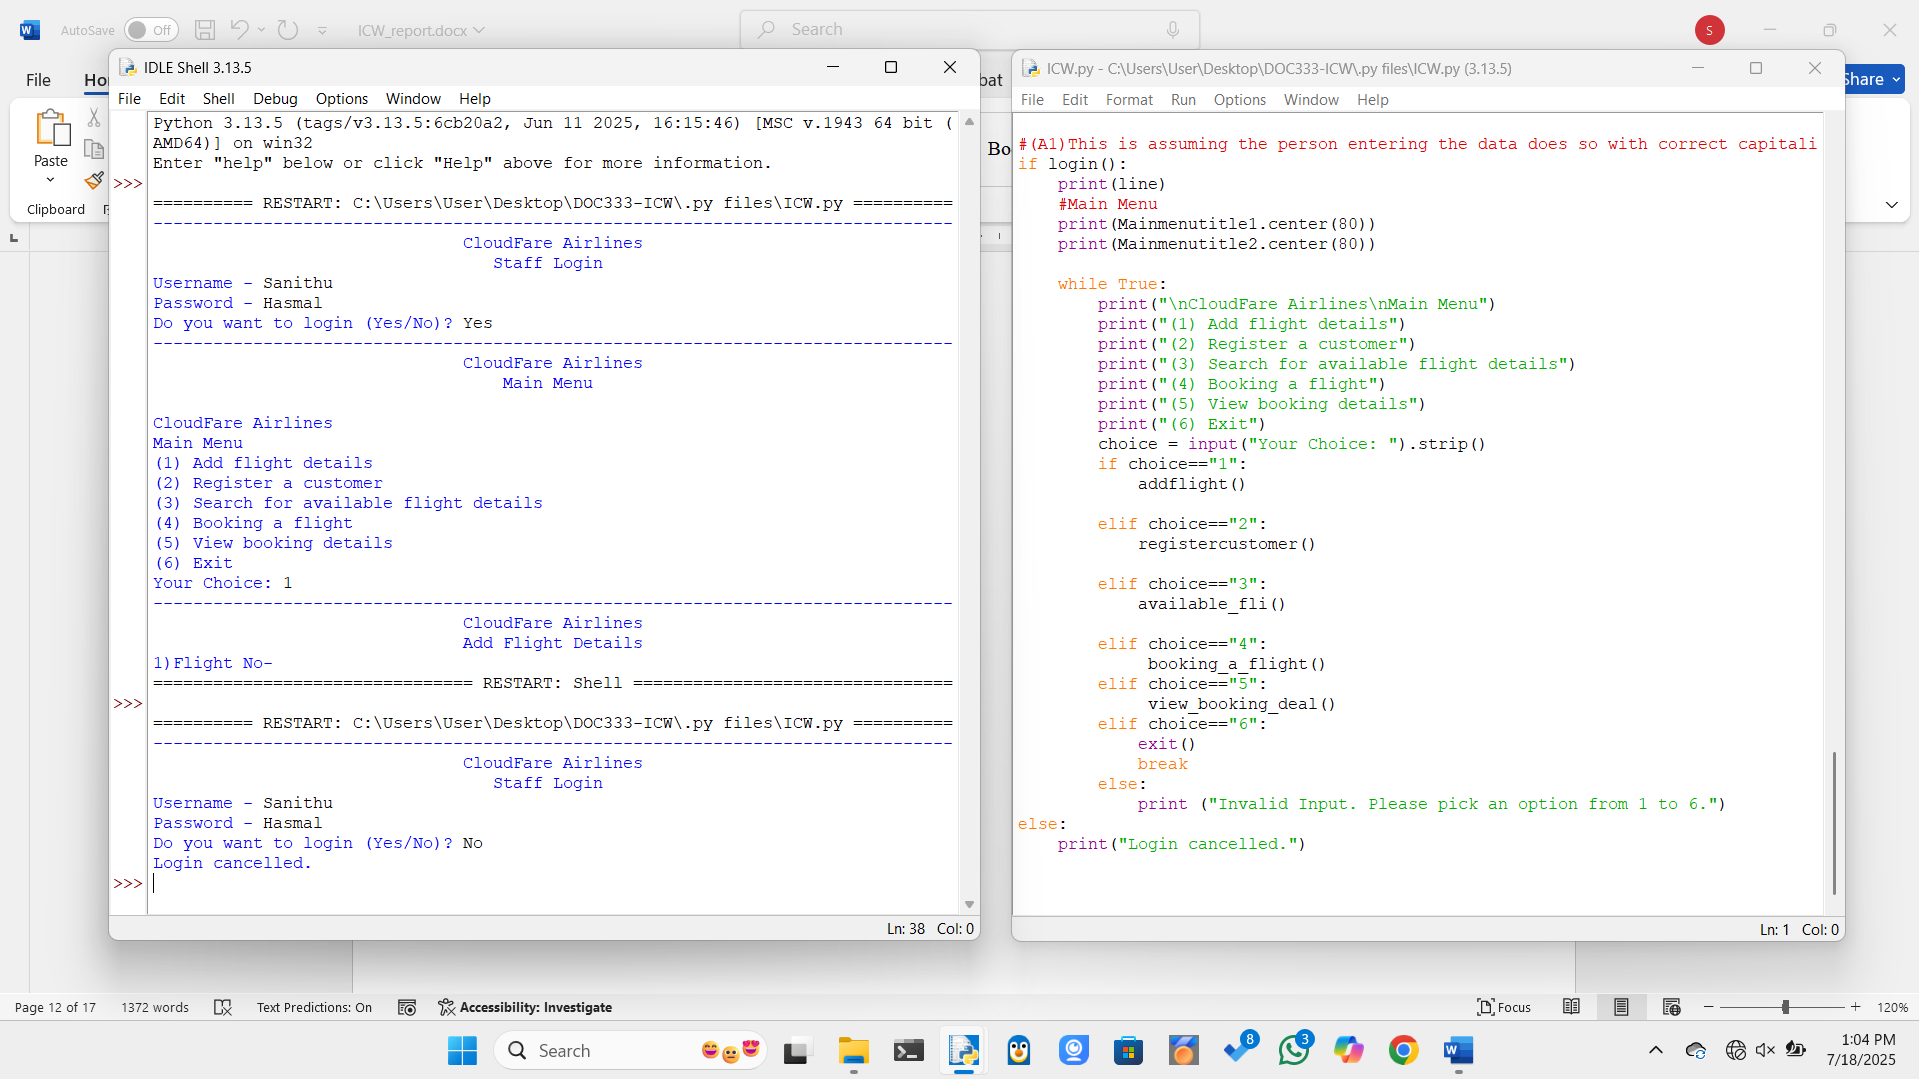 AutoSave Off ICW_report.docx Search S
File Ho bat Share
Paste
Clipboard
Bo
IDLE Shell 3.13.5
File Edit Shell Debug Options Window Help
Python 3.13.5 (tags/v3.13.5:6cb20a2, Jun 11 2025, 16:15:46) [MSC v.1943 64 bit (
AMD64)] on win32
Enter "help" below or click "Help" above for more information.
>>>
========== RESTART: C:\Users\User\Desktop\DOC333-ICW\.py files\ICW.py ==========
--------------------------------------------------------------------------------
CloudFare Airlines
Staff Login
Username - Sanithu
Password - Hasmal
Do you want to login (Yes/No)? Yes
--------------------------------------------------------------------------------
CloudFare Airlines
Main Menu
CloudFare Airlines
Main Menu
(1) Add flight details
(2) Register a customer
(3) Search for available flight details
(4) Booking a flight
(5) View booking details
(6) Exit
Your Choice: 1
--------------------------------------------------------------------------------
CloudFare Airlines
Add Flight Details
1)Flight No-
================================ RESTART: Shell ================================
>>>
========== RESTART: C:\Users\User\Desktop\DOC333-ICW\.py files\ICW.py ==========
--------------------------------------------------------------------------------
CloudFare Airlines
Staff Login
Username - Sanithu
Password - Hasmal
Do you want to login (Yes/No)? No
Login cancelled.
>>>
Ln: 38 Col: 0
ICW.py - C:\Users\User\Desktop\DOC333-ICW\.py files\ICW.py (3.13.5)
File Edit Format Run Options Window Help
#(A1)This is assuming the person entering the data does so with correct capitali
if login():
    print(line)
    #Main Menu
    print(Mainmenutitle1.center(80))
    print(Mainmenutitle2.center(80))
    while True:
        print("\nCloudFare Airlines\nMain Menu")
        print("(1) Add flight details")
        print("(2) Register a customer")
        print("(3) Search for available flight details")
        print("(4) Booking a flight")
        print("(5) View booking details")
        print("(6) Exit")
        choice = input("Your Choice: ").strip()
        if choice=="1":
            addflight()
        elif choice=="2":
            registercustomer()
        elif choice=="3":
            available_fli()
        elif choice=="4":
             booking_a_flight()
        elif choice=="5":
             view_booking_deal()
        elif choice=="6":
            exit()
            break
        else:
            print ("Invalid Input. Please pick an option from 1 to 6.")
else:
    print("Login cancelled.")
Ln: 1 Col: 0
Page 12 of 17 1372 words Text Predictions: On Accessibility: Investigate Focus 120%
Search 8 3 1:04 PM
7/18/2025